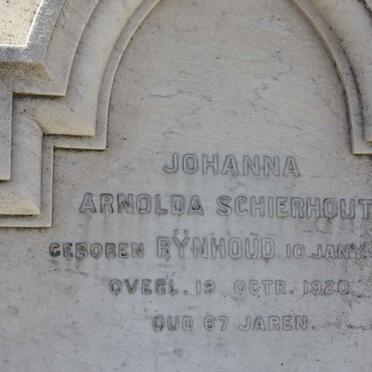 JOHANNA
ARNOLDA SCHIERHOUT
GEBOREN RŸNHOUD 10 JANY
OVERL. 19 OCTR. 1920
OUD 67 JAREN.